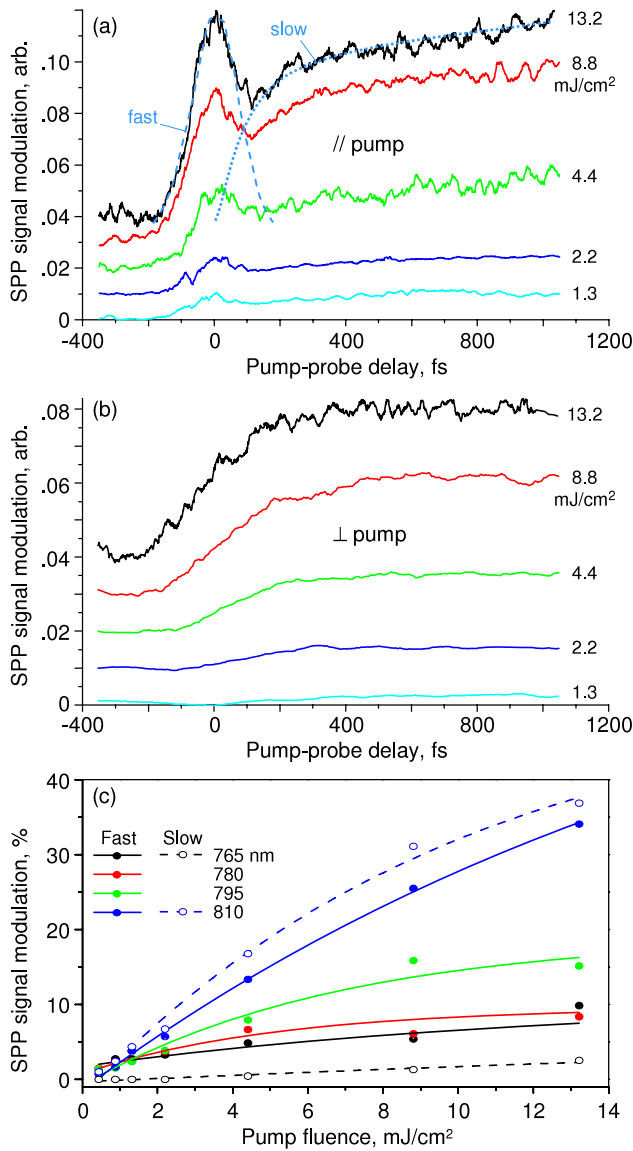 (a)
SPP signal modulation, arb.
.10
.08
.06
.04
.02
0
fast
slow
13.2
8.8
mJ/cm²
// pump
4.4
2.2
1.3
-400 0 400 800 1200
Pump-probe delay, fs
(b)
SPP signal modulation, arb.
.08
.06
.04
.02
0
13.2
8.8
mJ/cm²
⊥ pump
4.4
2.2
1.3
-400 0 400 800 1200
Pump-probe delay, fs
(c)
SPP signal modulation, %
40
30
20
10
0
Fast Slow
765 nm
780
795
810
0 2 4 6 8 10 12 14
Pump fluence, mJ/cm²